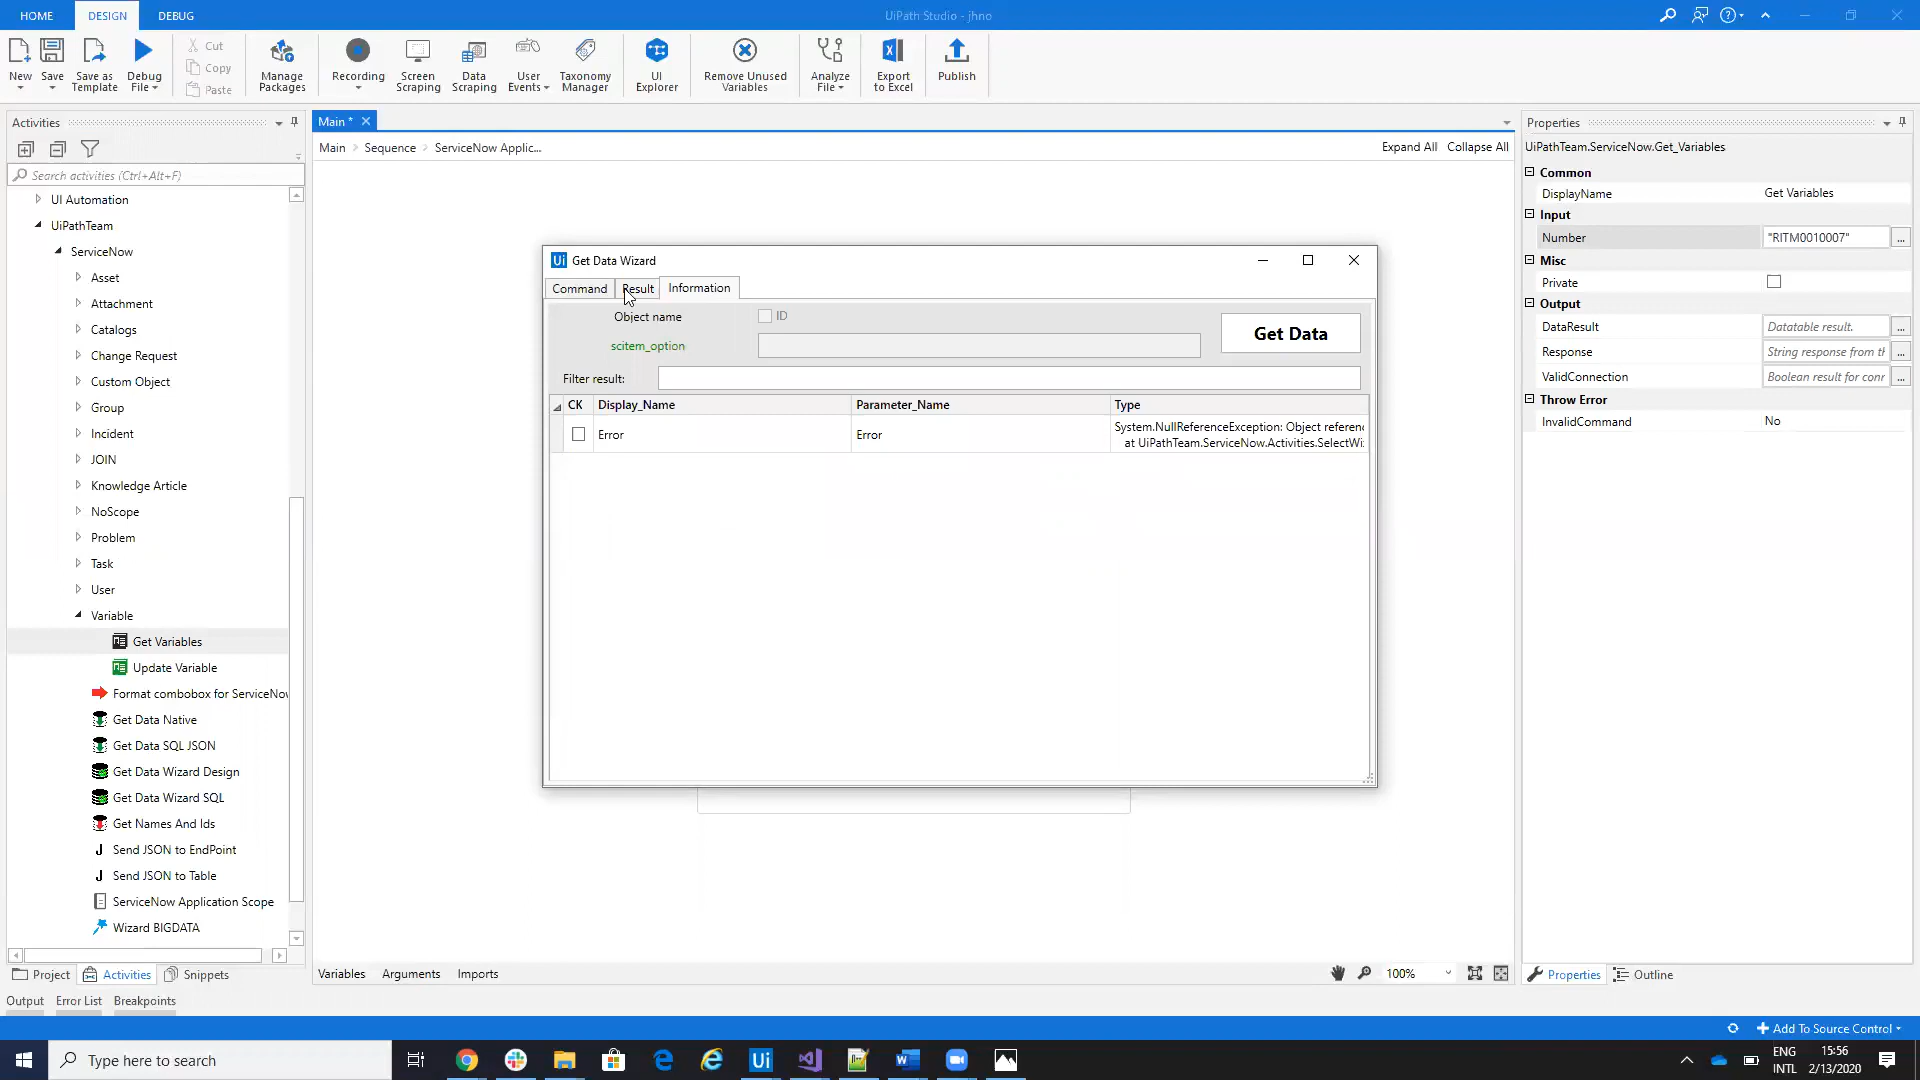 HOME DESIGN DEBUG UiPath Studio - jhno
New Save Save as Template Debug File Cut Copy Paste Manage Packages Recording Screen Scraping Data Scraping User Events Taxonomy Manager UI Explorer Remove Unused Variables Analyze File Export to Excel Publish
Activities
Search activities (Ctrl+Alt+F)
UI Automation
UiPathTeam
ServiceNow
Asset
Attachment
Catalogs
Change Request
Custom Object
Group
Incident
JOIN
Knowledge Article
NoScope
Problem
Task
User
Variable
Get Variables
Update Variable
Format combobox for ServiceNow
Get Data Native
Get Data SQL JSON
Get Data Wizard Design
Get Data Wizard SQL
Get Names And Ids
Send JSON to EndPoint
Send JSON to Table
ServiceNow Application Scope
Wizard BIGDATA
Project Activities Snippets
Output Error List Breakpoints
Main *
Main > Sequence > ServiceNow Applic...
Expand All Collapse All
Ui Get Data Wizard
Command Result Information
Object name ID
scitem_option
Get Data
Filter result:
CK Display_Name Parameter_Name Type
Error Error System.NullReferenceException: Object referenc
at UiPathTeam.ServiceNow.Activities.SelectWi
Variables Arguments Imports 100%
Properties
UiPathTeam.ServiceNow.Get_Variables
Common
DisplayName Get Variables
Input
Number "RITM0010007" ...
Misc
Private
Output
DataResult Datatable result. ...
Response String response from th ...
ValidConnection Boolean result for conr ...
Throw Error
InvalidCommand No
Properties Outline
Add To Source Control
Type here to search
Ui
ENG
INTL
15:56
2/13/2020